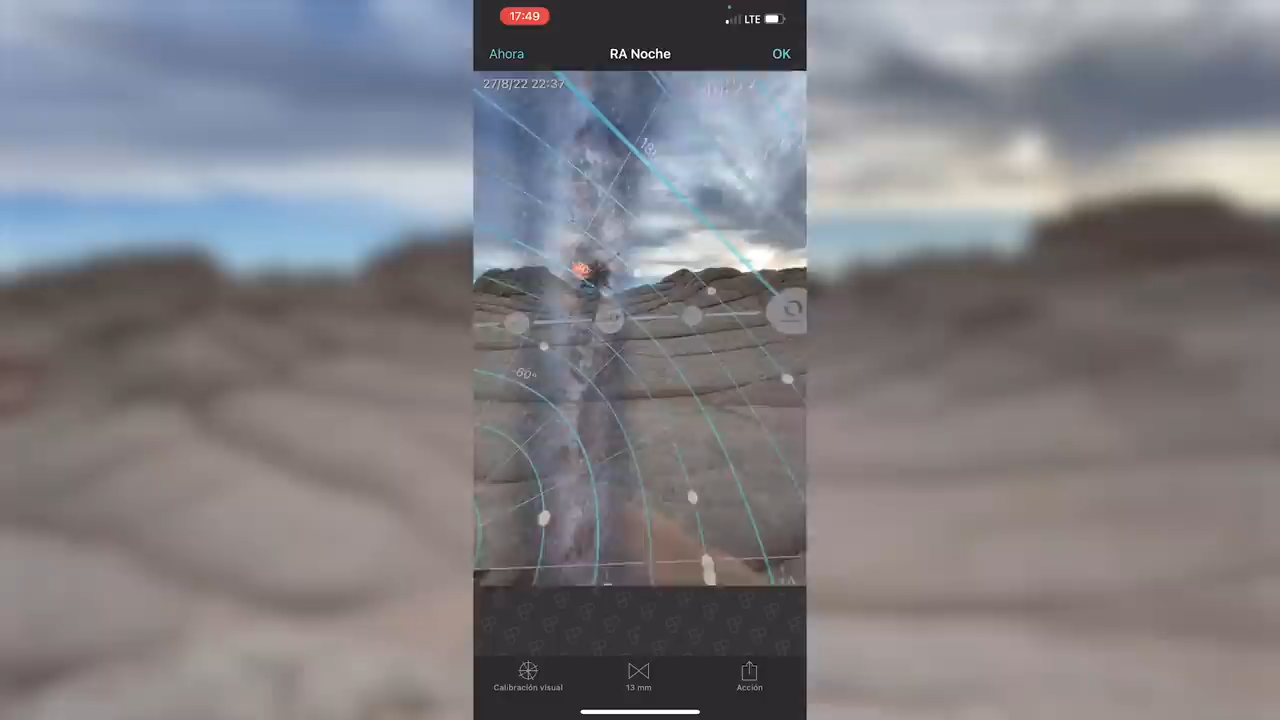 17:49
LTE
Ahora
RA Noche
OK
27/8/22 22:37
60°
Calibración visual
13 mm
Acción